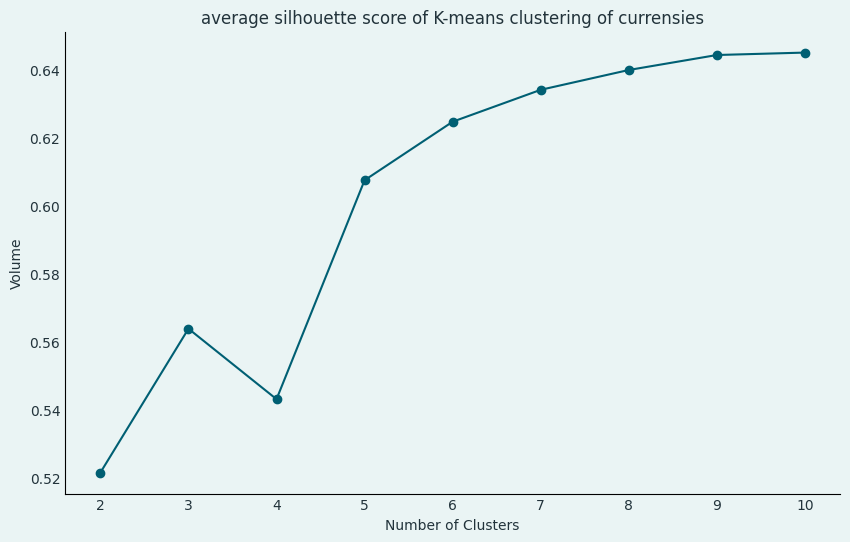 average silhouette score of K-means clustering of currensies
0.64
0.62
0.60
0.58
0.56
0.54
0.52
Volume
2 3 4 5 6 7 8 9 10
Number of Clusters